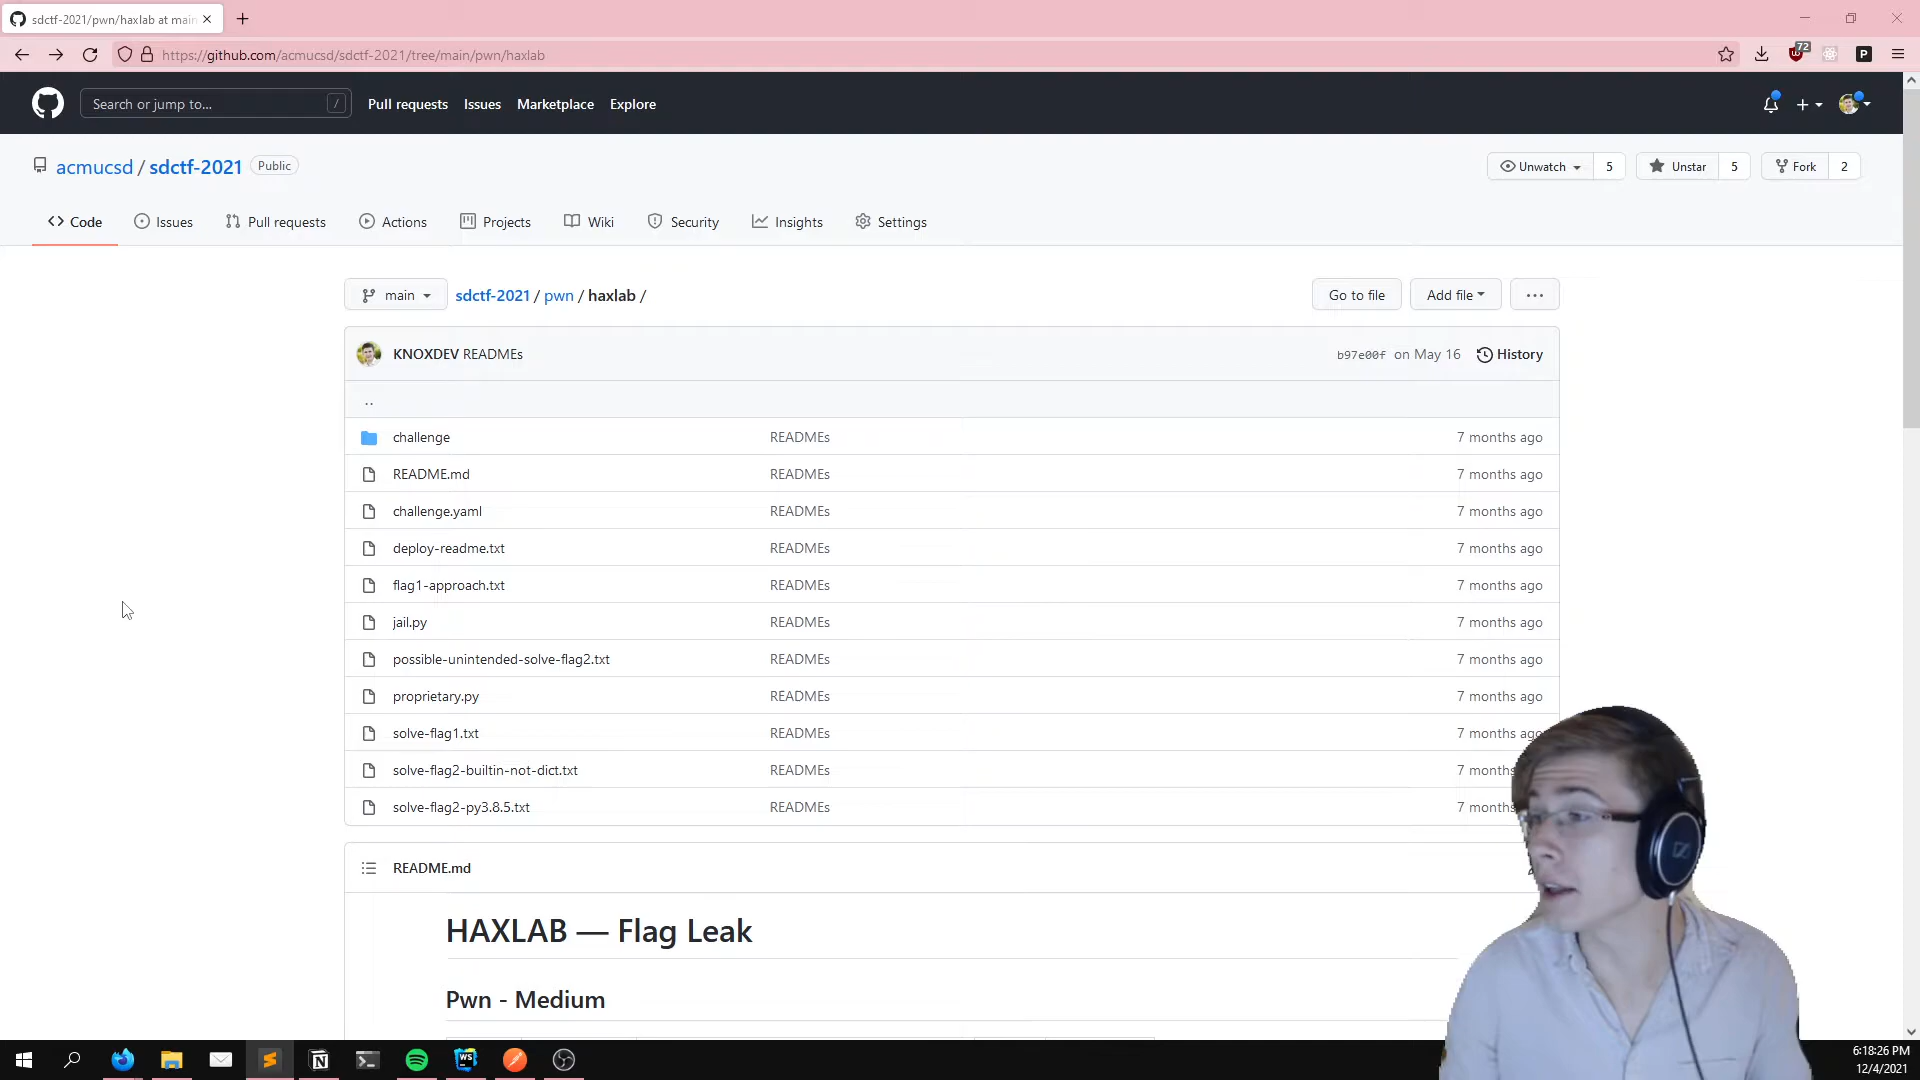 sdctf-2021/pwn/haxlab at main
https://github.com/acmucsd/sdctf-2021/tree/main/pwn/haxlab
72
P
Search or jump to...
/
Pull requests
Issues
Marketplace
Explore
acmucsd / sdctf-2021
Public
Unwatch
5
Unstar
5
Fork
2
Code
Issues
Pull requests
Actions
Projects
Wiki
Security
Insights
Settings
main
sdctf-2021 / pwn / haxlab /
Go to file
Add file
...
KNOXDEV READMEs
b97e00f on May 16
History
..
challenge READMEs 7 months ago
README.md READMEs 7 months ago
challenge.yaml READMEs 7 months ago
deploy-readme.txt READMEs 7 months ago
flag1-approach.txt READMEs 7 months ago
jail.py READMEs 7 months ago
possible-unintended-solve-flag2.txt READMEs 7 months ago
proprietary.py READMEs 7 months ago
solve-flag1.txt READMEs 7 months ago
solve-flag2-builtin-not-dict.txt READMEs 7 months
solve-flag2-py3.8.5.txt READMEs 7 months
README.md
HAXLAB — Flag Leak
Pwn - Medium
N
WS
6:18:26 PM
12/4/2021